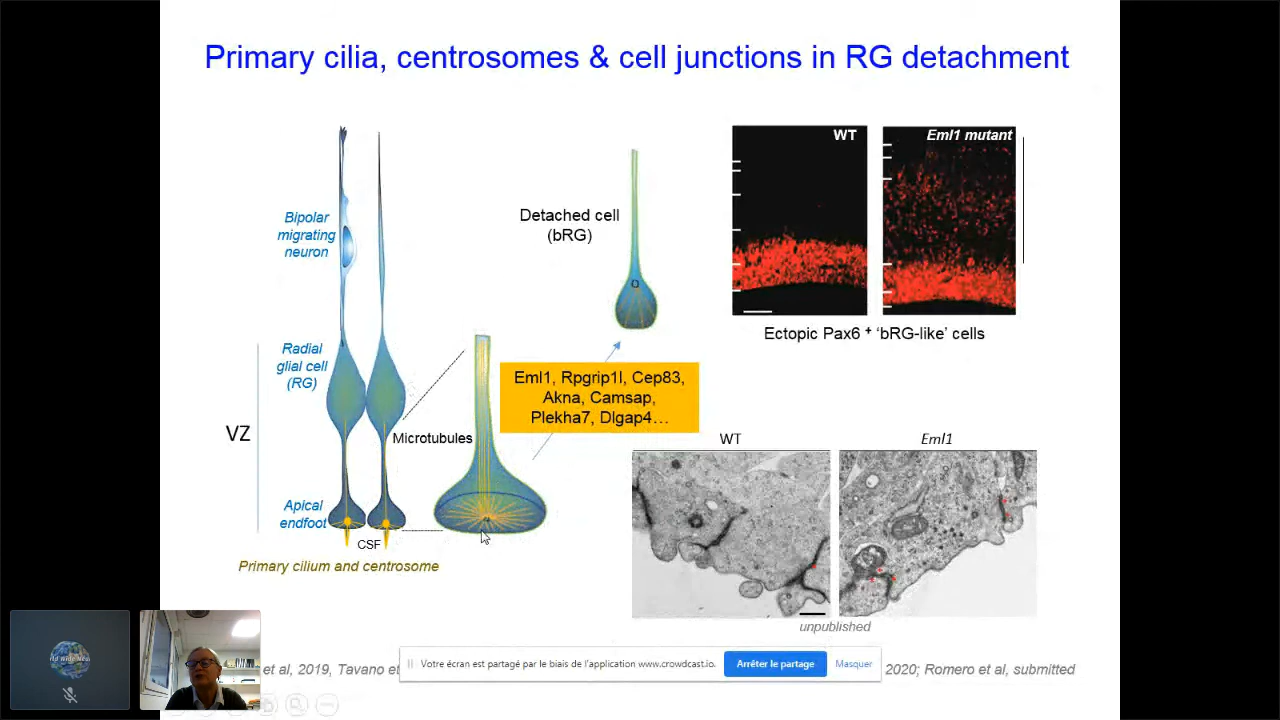 Primary cilia, centrosomes & cell junctions in RG detachment
Bipolar
migrating
neuron
Radial
glial cell
(RG)
VZ
Apical
endfoot
CSF
Primary cilium and centrosome
Microtubules
Detached cell
(bRG)
Eml1, Rpgrip1l, Cep83,
Akna, Camsap,
Plekha7, Dlgap4…
WT
Eml1 mutant
Ectopic Pax6 + 'bRG-like' cells
WT
Eml1
unpublished
et al, 2019, Tavano et
2020; Romero et al, submitted
Votre écran est partagé par le biais de l'application www.crowdcast.io.
Arrêter le partage
Masquer